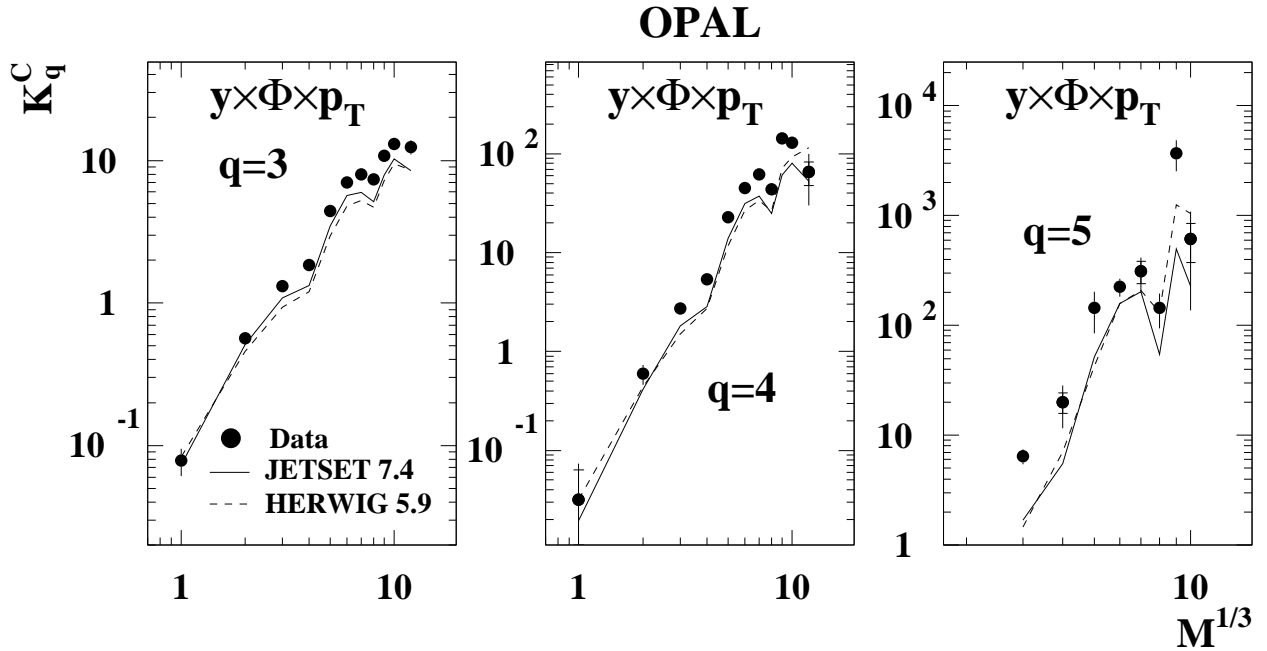 OPAL
K_q^C
y×Φ×p_T
q=3
10
1
10^-1
Data
JETSET 7.4
HERWIG 5.9
1
10
y×Φ×p_T
q=4
10^2
10
1
10^-1
1
10
y×Φ×p_T
q=5
10^4
10^3
10^2
10
1
10
M^1/3